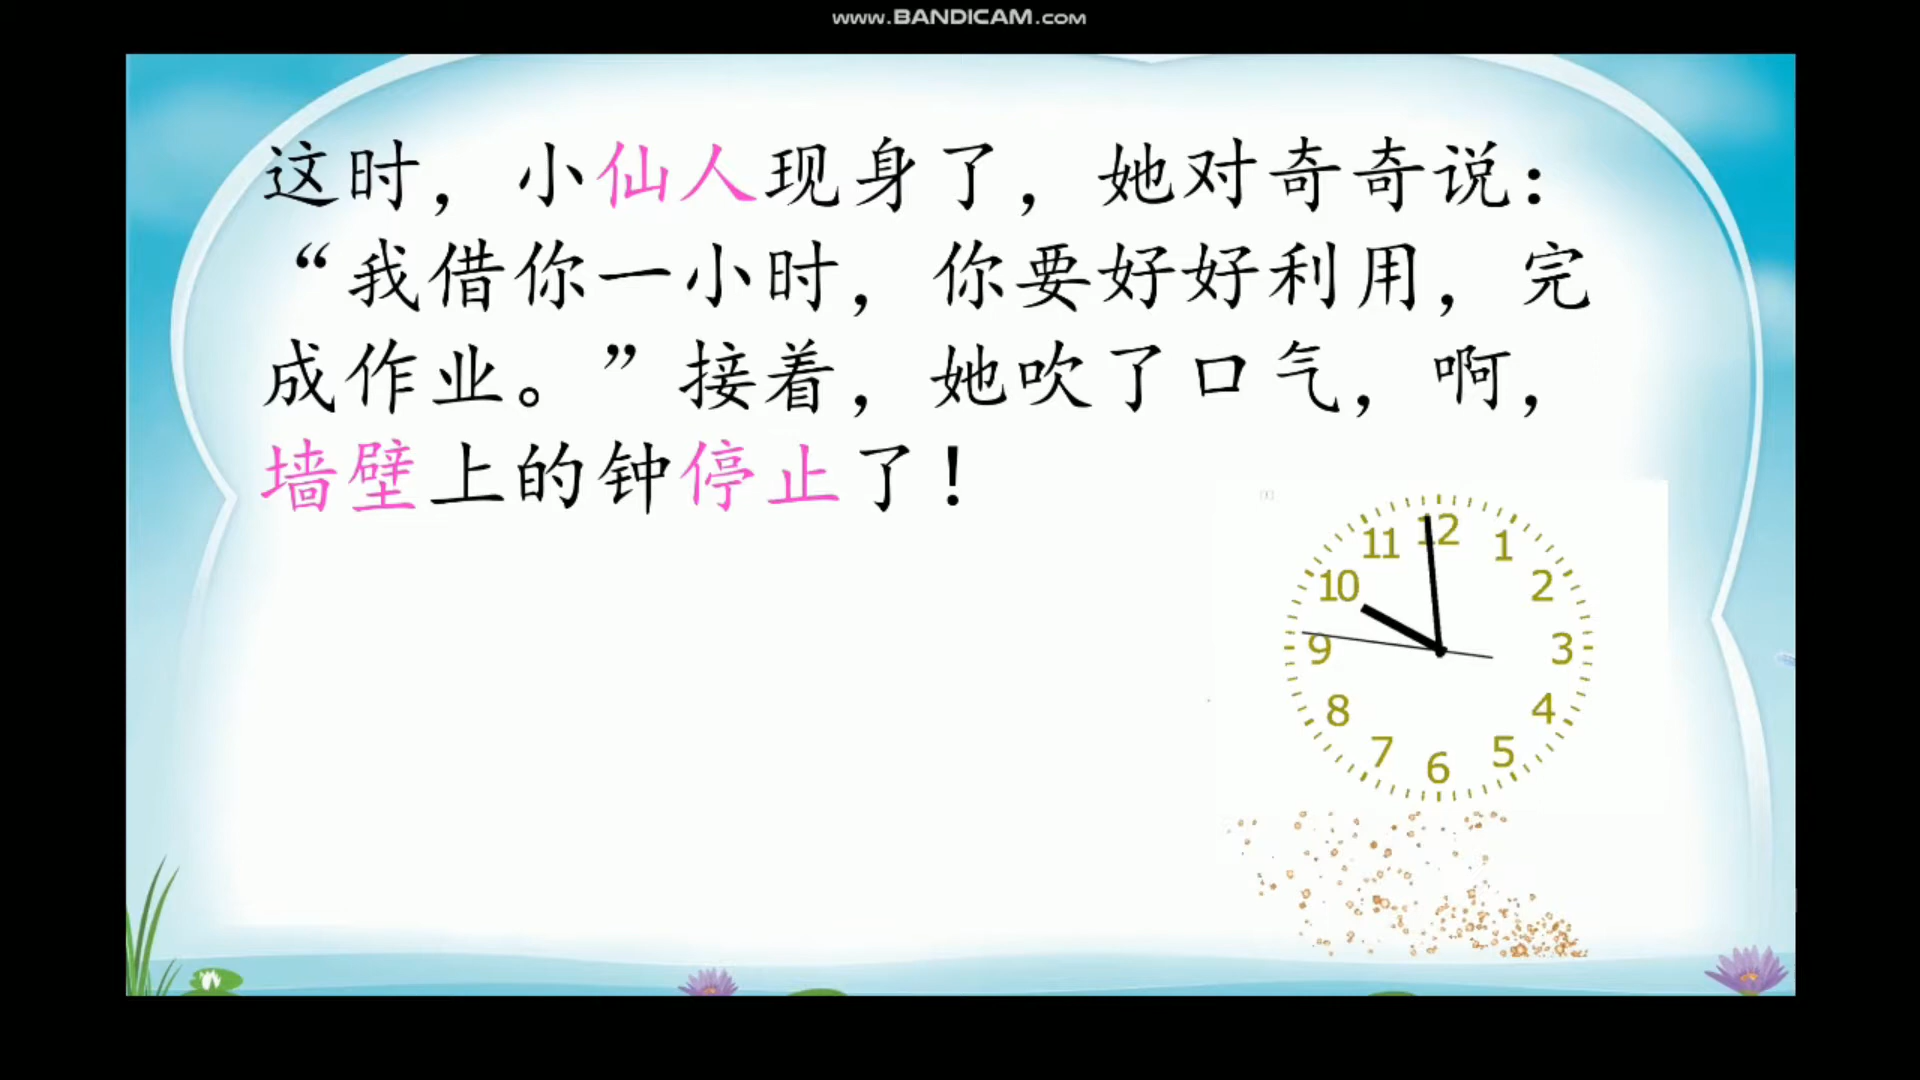 www.BANDICAM.com
这时，小仙人现身了，她对奇奇说：
“我借你一小时，你要好好利用，完
成作业。”接着，她吹了口气，啊，
墙壁上的钟停止了！
12
11
1
10
2
9
3
8
4
7
5
6